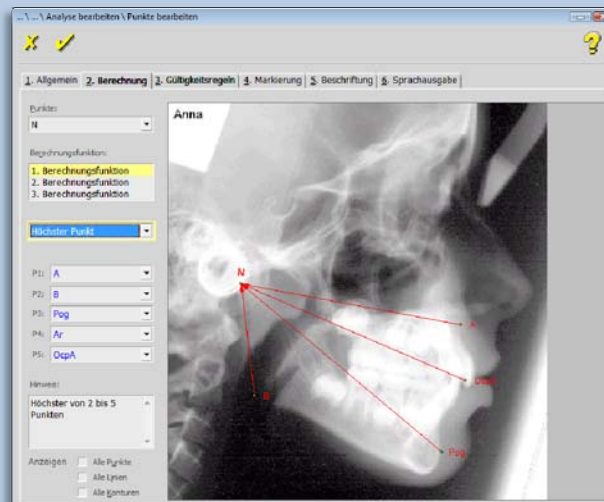 ...\ ...\ Analyse bearbeiten \ Punkte bearbeiten
?
1. Allgemein
2. Berechnung
3. Gültigkeitsregeln
4. Markierung
5. Beschriftung
6. Sprachausgabe
Punkte:
N
Berechnungsfunktion:
1. Berechnungsfunktion
2. Berechnungsfunktion
3. Berechnungsfunktion
Höchster Punkt
P1: A
P2: B
P3: Pog
P4: Ar
P5: OcpA
Hinweis:
Höchster von 2 bis 5
Punkten
Anzeigen
Alle Punkte
Alle Linien
Alle Konturen
Anna
N
A
OcpA
B
Pog